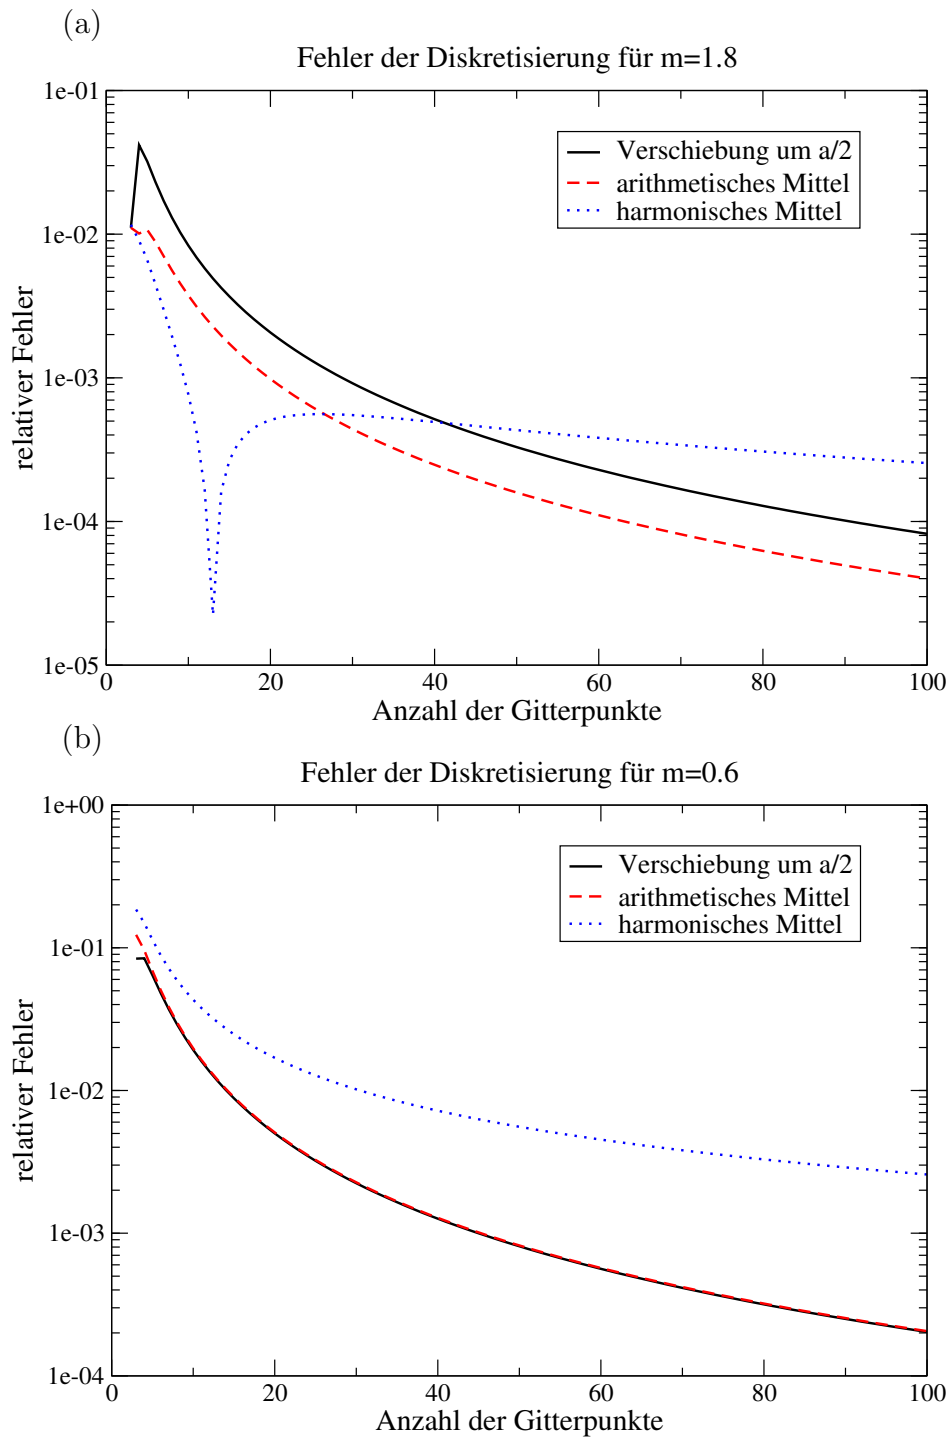 (a)
Fehler der Diskretisierung für m=1.8
1e-01
1e-02
1e-03
1e-04
1e-05
relativer Fehler
Verschiebung um a/2
arithmetisches Mittel
harmonisches Mittel
0 20 40 60 80 100
Anzahl der Gitterpunkte
(b)
Fehler der Diskretisierung für m=0.6
1e+00
1e-01
1e-02
1e-03
1e-04
relativer Fehler
Verschiebung um a/2
arithmetisches Mittel
harmonisches Mittel
0 20 40 60 80 100
Anzahl der Gitterpunkte